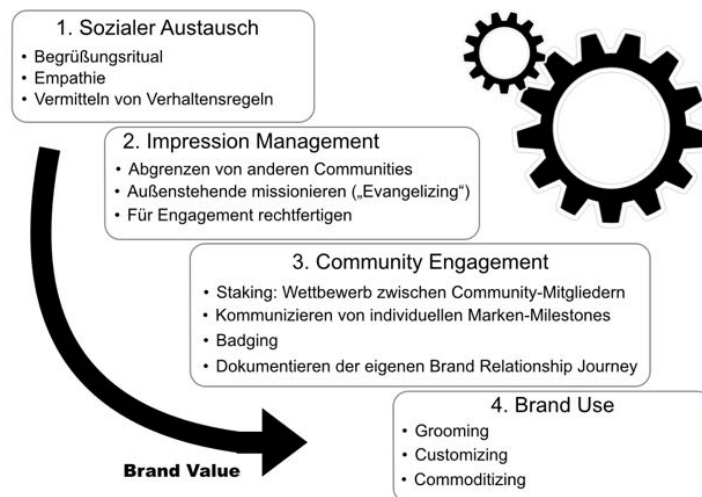 1. Sozialer Austausch
• Begrüßungsritual
• Empathie
• Vermitteln von Verhaltensregeln
2. Impression Management
• Abgrenzen von anderen Communities
• Außenstehende missionieren („Evangelizing“)
• Für Engagement rechtfertigen
3. Community Engagement
• Staking: Wettbewerb zwischen Community-Mitgliedern
• Kommunizieren von individuellen Marken-Milestones
• Badging
• Dokumentieren der eigenen Brand Relationship Journey
4. Brand Use
• Grooming
• Customizing
• Commoditizing
Brand Value